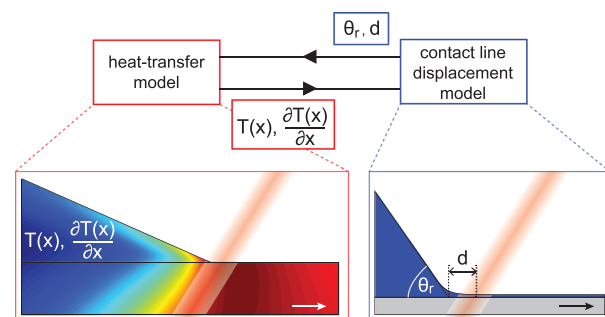 θr, d
heat-transfer
model
contact line
displacement
model
T(x), ∂T(x)/∂x
T(x), ∂T(x)/∂x
d
θr